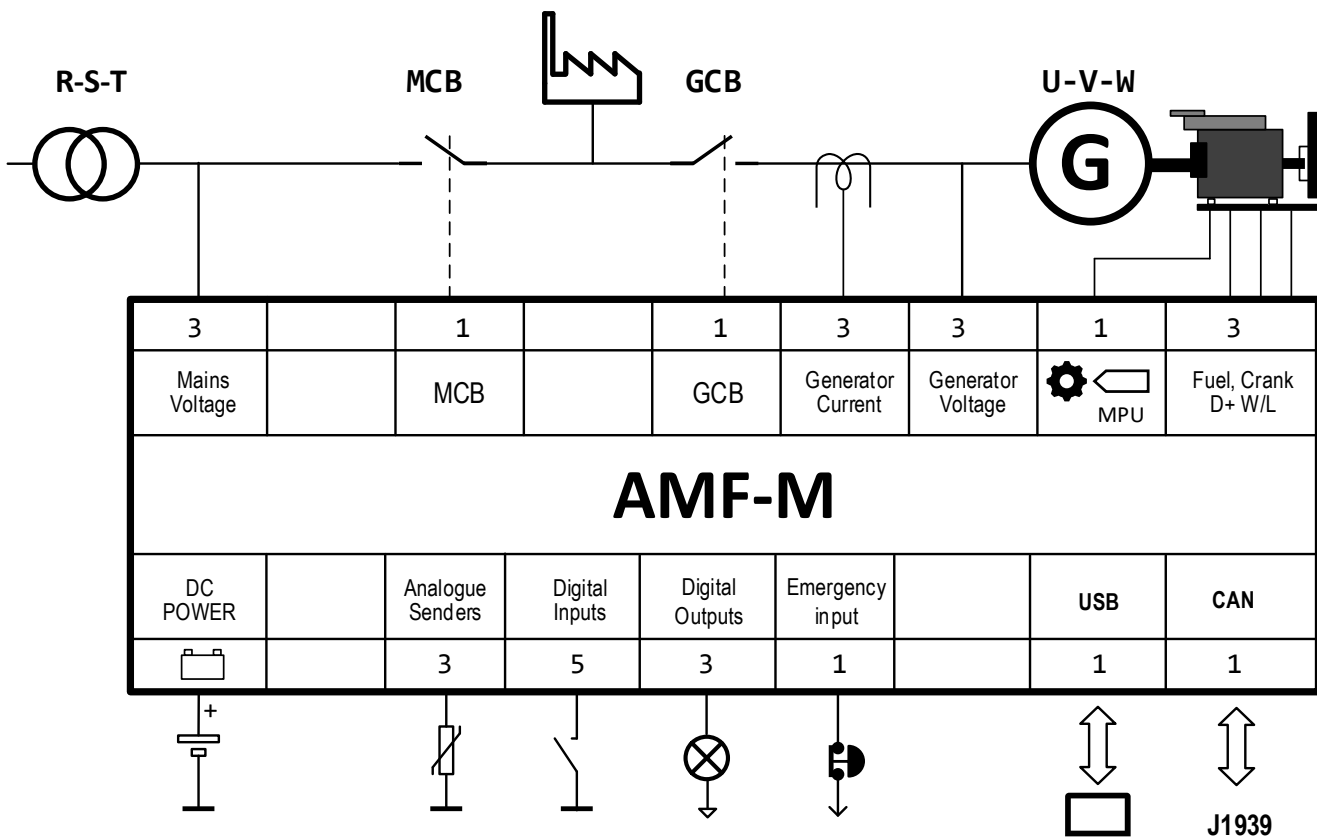 R-S-T
MCB
GCB
U-V-W
G
3
1
1
3
3
1
3
Mains
Voltage
MCB
GCB
Generator
Current
Generator
Voltage
MPU
Fuel, Crank
D+ W/L
AMF-M
DC
POWER
Analogue
Senders
Digital
Inputs
Digital
Outputs
Emergency
input
USB
CAN
3
5
3
1
1
1
+
J1939